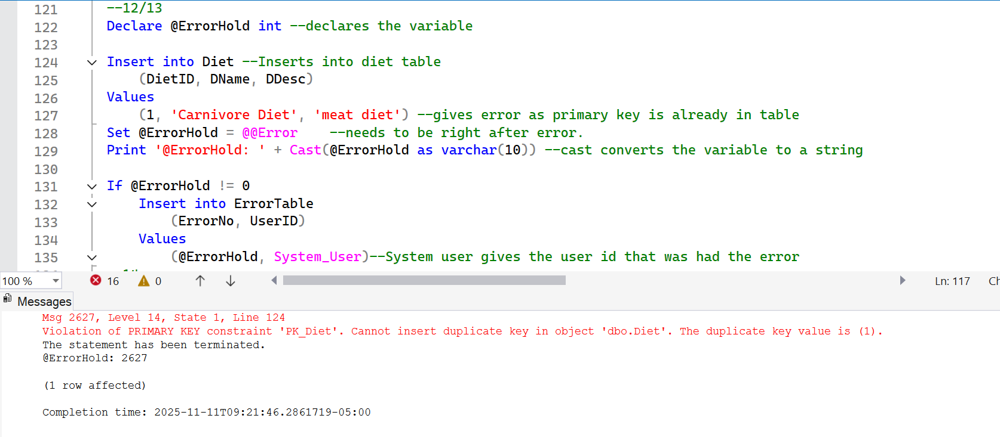 121 --12/13
122 Declare @ErrorHold int --declares the variable
123
124 Insert into Diet --Inserts into diet table
125 (DietID, DName, DDesc)
126 Values
127 (1, 'Carnivore Diet', 'meat diet') --gives error as primary key is already in table
128 Set @ErrorHold = @@Error --needs to be right after error.
129 Print '@ErrorHold: ' + Cast(@ErrorHold as varchar(10)) --cast converts the variable to a string
130
131 If @ErrorHold != 0
132 Insert into ErrorTable
133 (ErrorNo, UserID)
134 Values
135 (@ErrorHold, System_User)--System user gives the user id that was had the error
100 % 16 0 Ln: 117
Messages
Msg 2627, Level 14, State 1, Line 124
Violation of PRIMARY KEY constraint 'PK_Diet'. Cannot insert duplicate key in object 'dbo.Diet'. The duplicate key value is (1).
The statement has been terminated.
@ErrorHold: 2627
(1 row affected)
Completion time: 2025-11-11T09:21:46.2861719-05:00